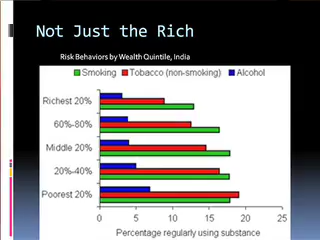 Not Just the Rich
Risk Behaviors by Wealth Quintile, India
Smoking Tobacco (non-smoking) Alcohol
Richest 20%
60%-80%
Middle 20%
20%-40%
Poorest 20%
0 5 10 15 20 25
Percentage regularly using substance